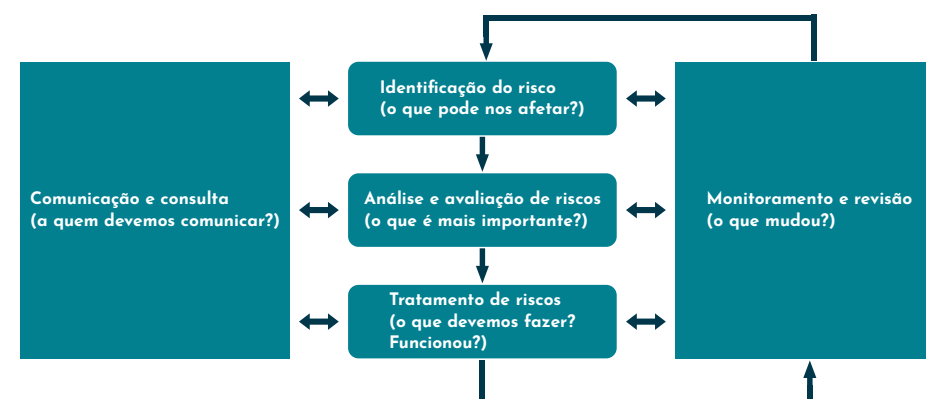 Identificação do risco
(o que pode nos afetar?)
Comunicação e consulta
(a quem devemos comunicar?)
Análise e avaliação de riscos
(o que é mais importante?)
Monitoramento e revisão
(o que mudou?)
Tratamento de riscos
(o que devemos fazer?
Funcionou?)